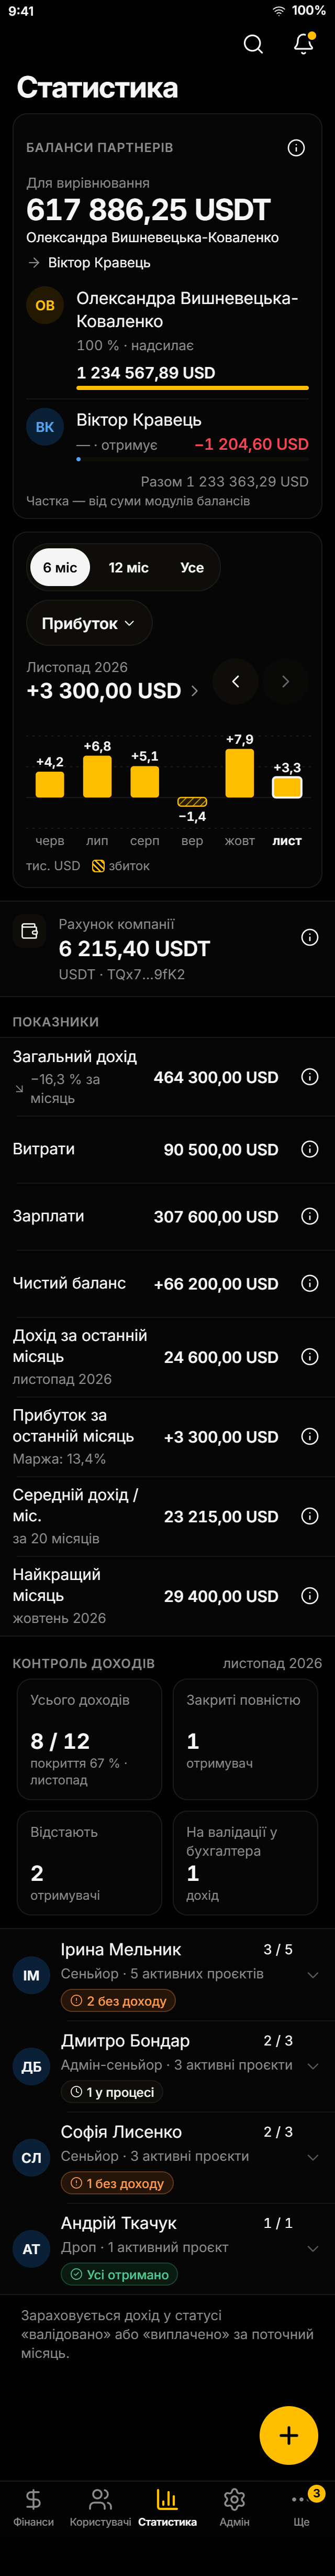 9:41
100%
Статистика
БАЛАНСИ ПАРТНЕРІВ
Для вирівнювання
617 886,25 USDT
Олександра Вишневецька-Коваленко
→ Віктор Кравець
ОВ
Олександра Вишневецька-
Коваленко
100 % · надсилає
1 234 567,89 USD
ВК
Віктор Кравець
— · отримує −1 204,60 USD
Разом 1 233 363,29 USD
Частка — від суми модулів балансів
6 міс 12 міс Усе
Прибуток
Листопад 2026
+3 300,00 USD
+4,2 +6,8 +5,1 −1,4 +7,9 +3,3
черв лип серп вер жовт лист
тис. USD збиток
Рахунок компанії
6 215,40 USDT
USDT · TQx7…9fK2
ПОКАЗНИКИ
Загальний дохід
−16,3 % за
місяць
464 300,00 USD
Витрати 90 500,00 USD
Зарплати 307 600,00 USD
Чистий баланс +66 200,00 USD
Дохід за останній
місяць
листопад 2026
24 600,00 USD
Прибуток за
останній місяць
Маржа: 13,4%
+3 300,00 USD
Середній дохід /
міс.
за 20 місяців
23 215,00 USD
Найкращий
місяць
жовтень 2026
29 400,00 USD
КОНТРОЛЬ ДОХОДІВ листопад 2026
Усього доходів
8 / 12
покриття 67 % ·
листопад
Закриті повністю
1
отримувач
Відстають
2
отримувачі
На валідації у
бухгалтера
1
дохід
ІМ
Ірина Мельник 3 / 5
Сеньйор · 5 активних проєктів
2 без доходу
ДБ
Дмитро Бондар 2 / 3
Адмін-сеньйор · 3 активні проєкти
1 у процесі
СЛ
Софія Лисенко 2 / 3
Сеньйор · 3 активні проєкти
1 без доходу
АТ
Андрій Ткачук 1 / 1
Дроп · 1 активний проєкт
Усі отримано
Зараховується дохід у статусі
«валідовано» або «виплачено» за поточний
місяць.
3
Фінанси Користувачі Статистика Адмін Ще